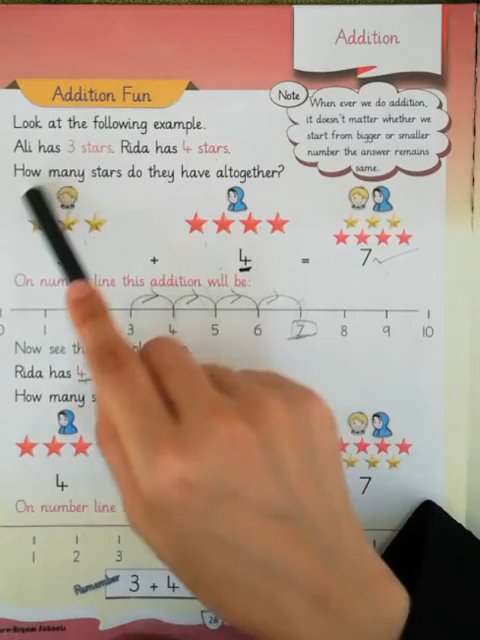 Addition
Addition Fun
Note
When ever we do addition,
it doesn't matter whether we
start from bigger or smaller
number the answer remains
same.
Look at the following example.
Ali has 3 stars. Rida has 4 stars.
How many stars do they have altogether?
+ 4 = 7
On number line this addition will be:
0 1 3 4 5 6 7 8 9 10
Now see th
Rida has 4
How many s
4 7
On number line
1 2 3
Remember 3 + 4
28
Schools